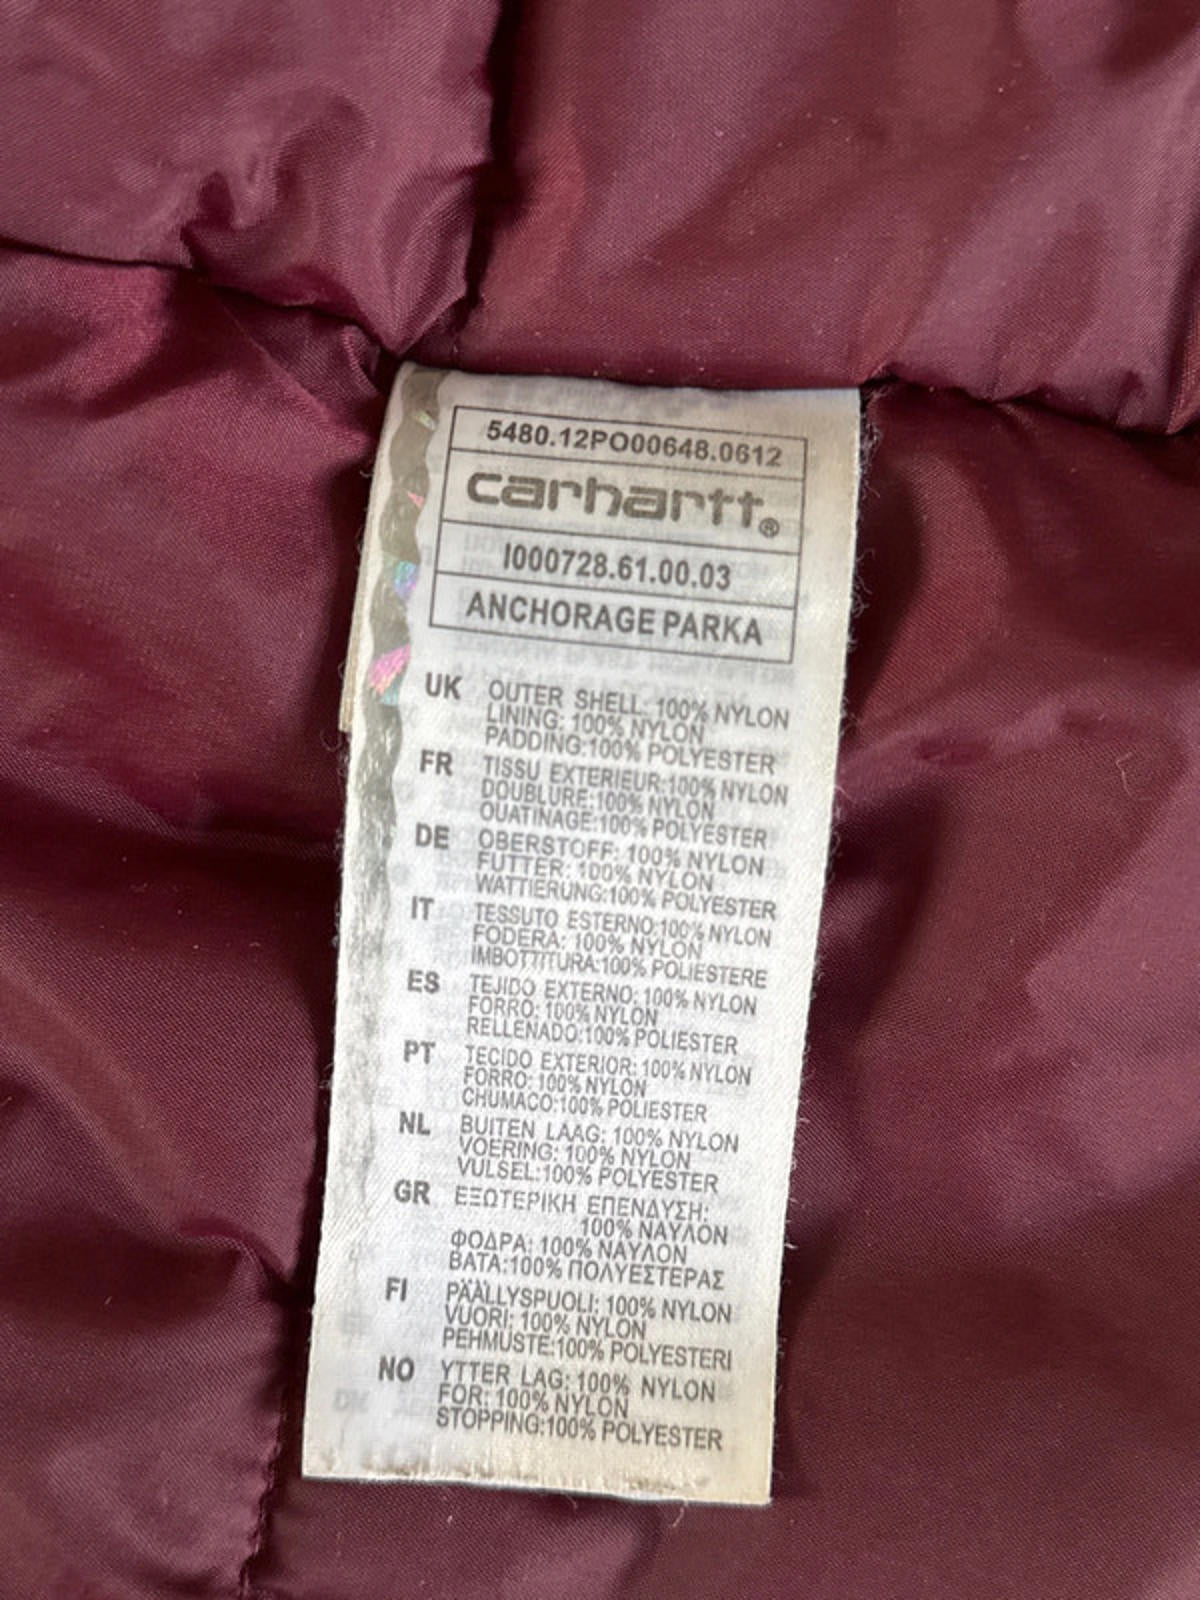 5480.12PO00648.0612
carhartt®
I000728.61.00.03
ANCHORAGE PARKA
UK OUTER SHELL: 100% NYLON
LINING: 100% NYLON
PADDING:100% POLYESTER
FR TISSU EXTERIEUR:100% NYLON
DOUBLURE:100% NYLON
OUATINAGE:100% POLYESTER
DE OBERSTOFF: 100% NYLON
FUTTER: 100% NYLON
WATTIERUNG:100% POLYESTER
IT TESSUTO ESTERNO:100% NYLON
FODERA: 100% NYLON
IMBOTTITURA:100% POLIESTERE
ES TEJIDO EXTERNO: 100% NYLON
FORRO: 100% NYLON
RELLENADO:100% POLIESTER
PT TECIDO EXTERIOR: 100% NYLON
FORRO: 100% NYLON
CHUMACO:100% POLIESTER
NL BUITEN LAAG: 100% NYLON
VOERING: 100% NYLON
VULSEL:100% POLYESTER
GR ΕΞΩΤΕΡΙΚΗ ΕΠΕΝΔΥΣΗ:
100% ΝΑΥΛΟΝ
ΦΟΔΡΑ: 100% ΝΑΥΛΟΝ
ΒΑΤΑ:100% ΠΟΛΥΕΣΤΕΡΑΣ
FI PÄÄLLYSPUOLI: 100% NYLON
VUORI: 100% NYLON
PEHMUSTE:100% POLYESTERI
NO YTTER LAG: 100% NYLON
FOR: 100% NYLON
STOPPING:100% POLYESTER